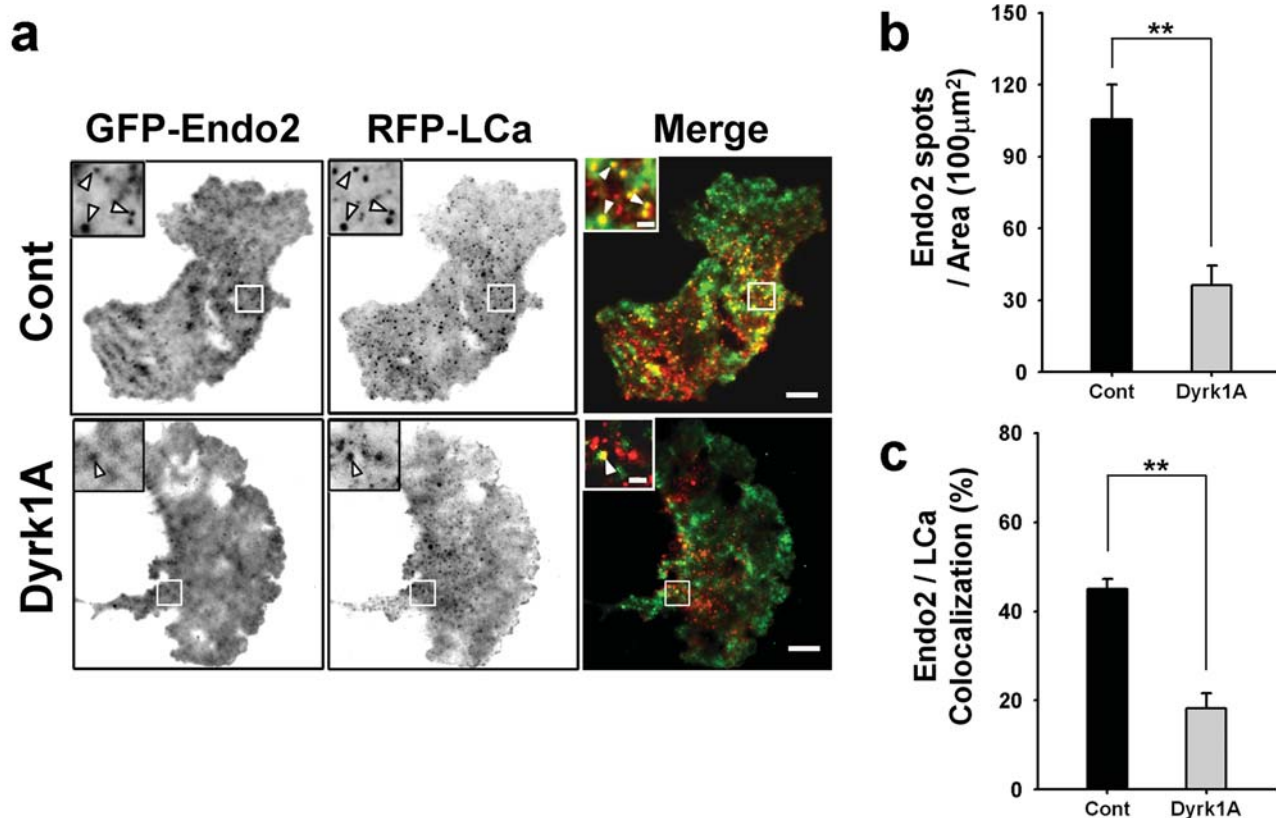 a
GFP-Endo2
RFP-LCa
Merge
Cont
Dyrk1A
b
Endo2 spots
/ Area (100μm²)
150
120
90
60
30
0
**
Cont
Dyrk1A
c
Endo2 / LCa
Colocalization (%)
80
60
40
20
0
**
Cont
Dyrk1A